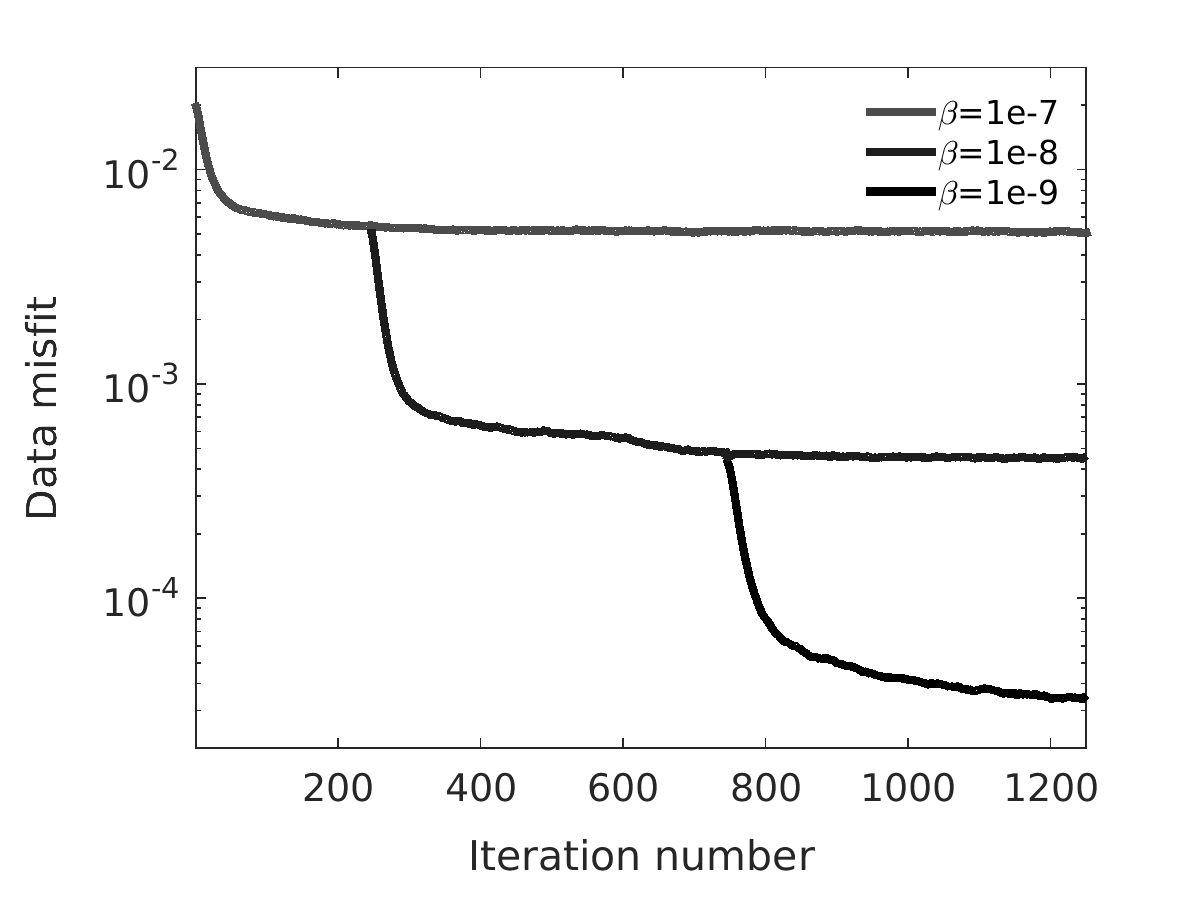 β=1e-7
β=1e-8
β=1e-9
10-2
10-3
10-4
Data misfit
200 400 600 800 1000 1200
Iteration number